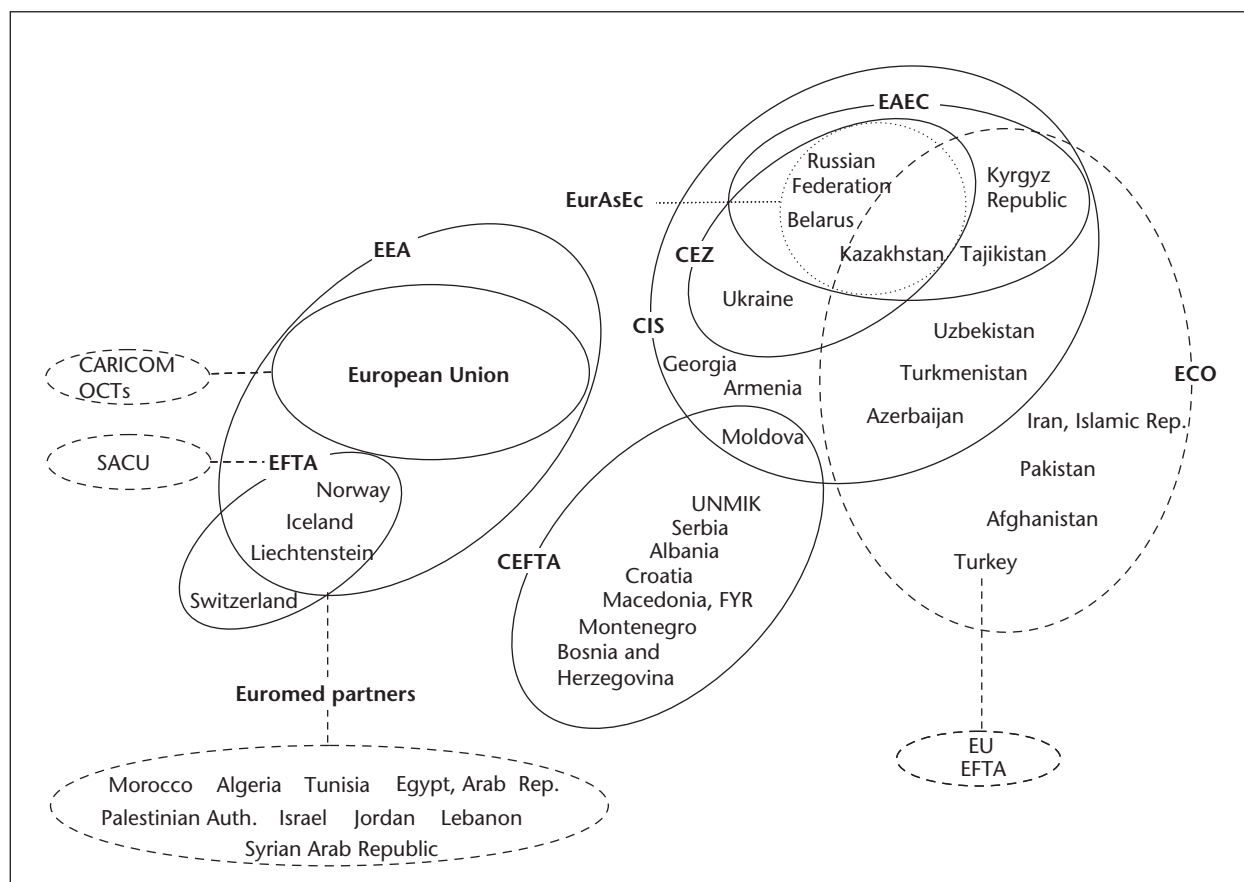 EAEC
Russian
Federation
Kyrgyz
Republic
EurAsEc
Belarus
EEA
CEZ
Kazakhstan
Tajikistan
Ukraine
CIS
Uzbekistan
CARICOM
OCTs
European Union
Georgia
Armenia
Turkmenistan
ECO
Azerbaijan
Iran, Islamic Rep.
Moldova
SACU
EFTA
Norway
Iceland
Liechtenstein
Switzerland
Pakistan
Afghanistan
Turkey
CEFTA
UNMIK
Serbia
Albania
Croatia
Macedonia, FYR
Montenegro
Bosnia and
Herzegovina
Euromed partners
EU
EFTA
Morocco Algeria Tunisia Egypt, Arab Rep.
Palestinian Auth. Israel Jordan Lebanon
Syrian Arab Republic